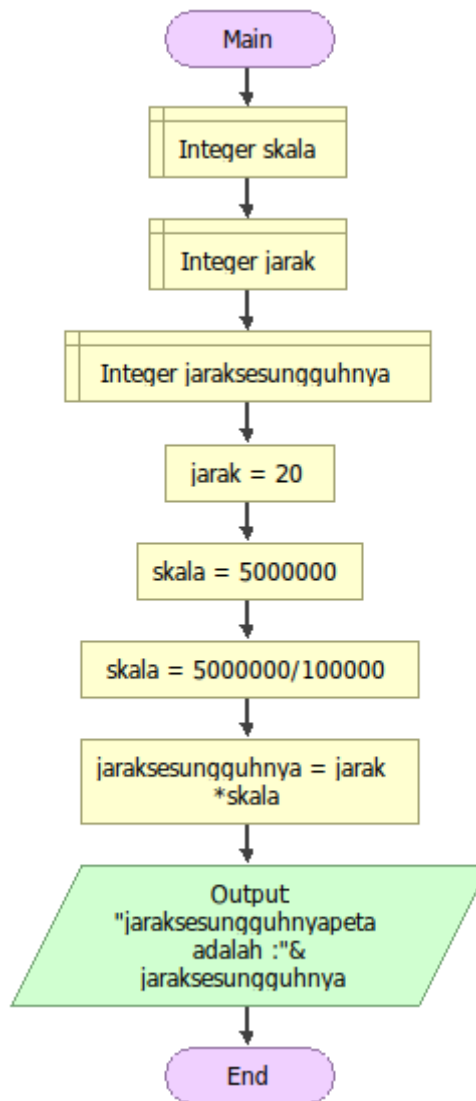 Main
Integer skala
Integer jarak
Integer jaraksesungguhnya
jarak = 20
skala = 5000000
skala = 5000000/100000
jaraksesungguhnya = jarak
*skala
Output
"jaraksesungguhnyapeta
adalah :"&
jaraksesungguhnya
End